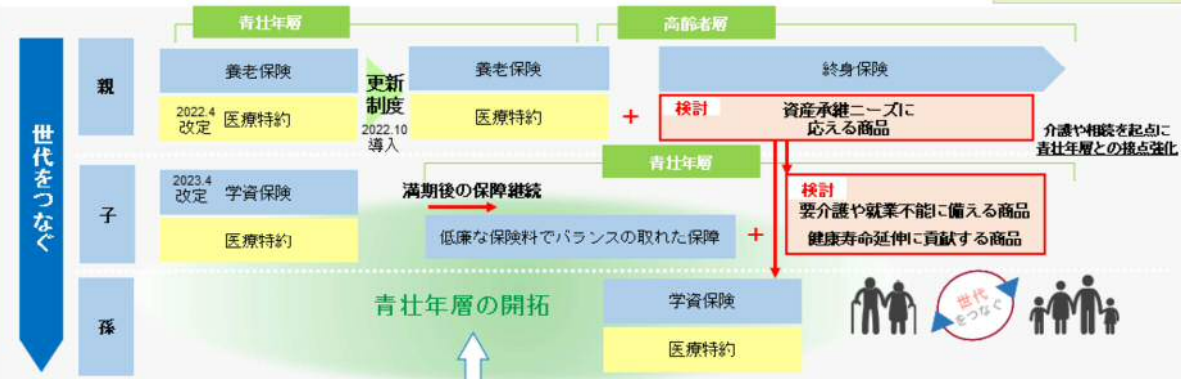 青壮年層
高齢者層
世代をつなぐ
親
養老保険
2022.4
改定
医療特約
更新
制度
2022.10
導入
養老保険
医療特約
+
終身保険
検討
資産承継ニーズに
応える商品
介護や相続を起点に
青壮年層との接点強化
子
2023.4
改定
学資保険
医療特約
青壮年層
満期後の保障継続
低廉な保険料でバランスの取れた保障
+
検討
要介護や就業不能に備える商品
健康寿命延伸に貢献する商品
孫
青壮年層の開拓
学資保険
医療特約
世代
をつなぐ